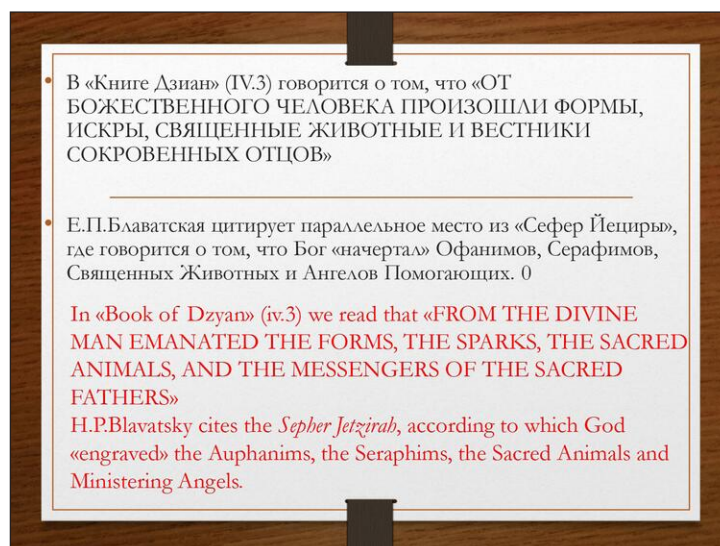 • В «Книге Дзиан» (IV.3) говорится о том, что «ОТ
БОЖЕСТВЕННОГО ЧЕЛОВЕКА ПРОИЗОШЛИ ФОРМЫ,
ИСКРЫ, СВЯЩЕННЫЕ ЖИВОТНЫЕ И ВЕСТНИКИ
СОКРОВЕННЫХ ОТЦОВ»
• Е.П.Блаватская цитирует параллельное место из «Сефер Йециры»,
где говорится о том, что Бог «начертал» Офанимов, Серафимов,
Священных Животных и Ангелов Помогающих. 0
In «Book of Dzyan» (iv.3) we read that «FROM THE DIVINE
MAN EMANATED THE FORMS, THE SPARKS, THE SACRED
ANIMALS, AND THE MESSENGERS OF THE SACRED
FATHERS»
H.P.Blavatsky cites the Sepher Jetzirah, according to which God
«engraved» the Auphanims, the Seraphims, the Sacred Animals and
Ministering Angels.